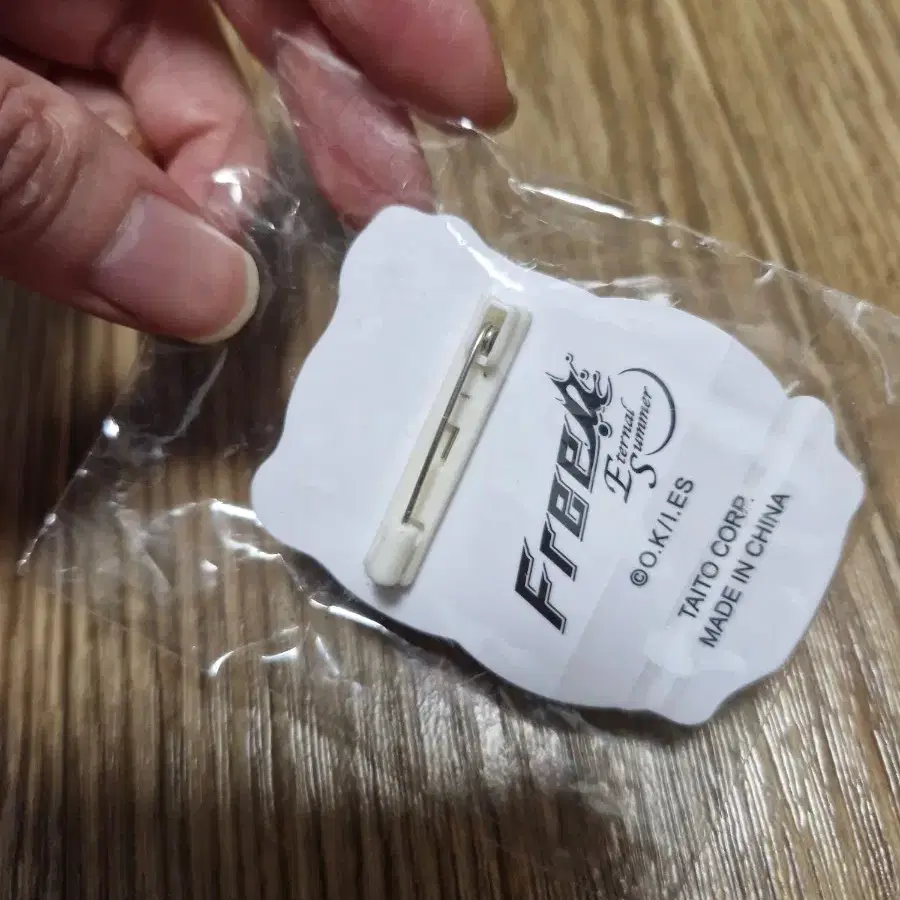 Free!
Eternal
Summer
©O.K/I.ES
TAITO CORP.
MADE IN CHINA